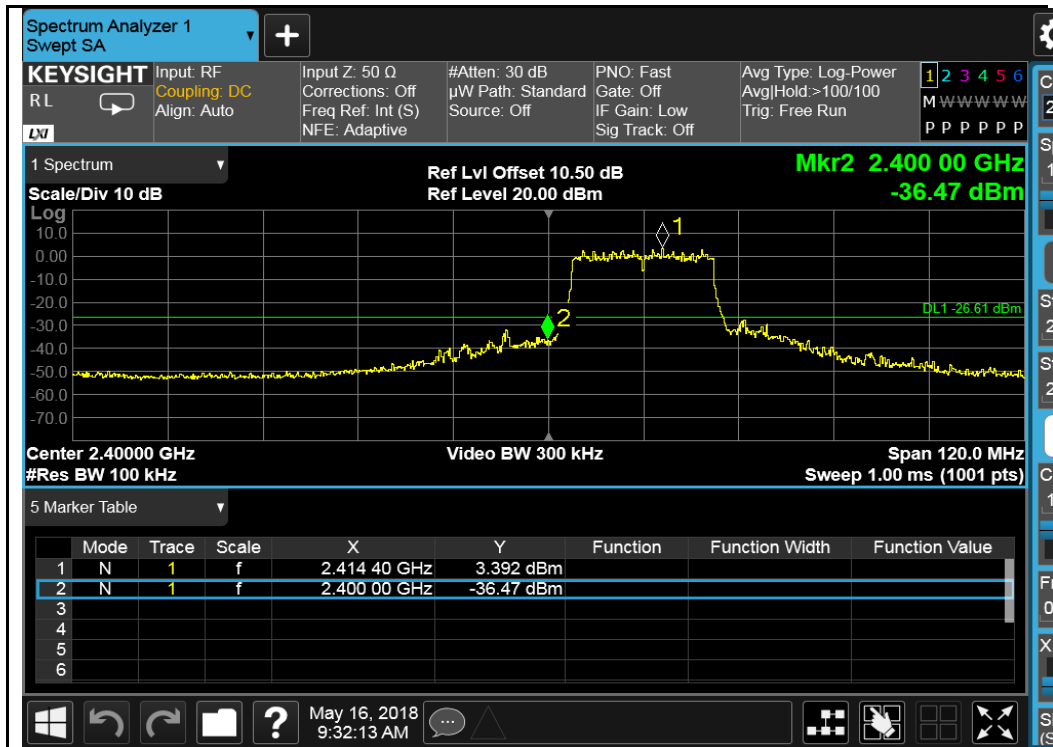 Spectrum Analyzer 1
Swept SA
KEYSIGHT
RL
LXI
Input: RF
Coupling: DC
Align: Auto
Input Z: 50 Ω
Corrections: Off
Freq Ref: Int (S)
NFE: Adaptive
#Atten: 30 dB
µW Path: Standard
Source: Off
PNO: Fast
Gate: Off
IF Gain: Low
Sig Track: Off
Avg Type: Log-Power
Avg|Hold:>100/100
Trig: Free Run
1 2 3 4 5 6
M W W W W W
P P P P P P
1 Spectrum
Scale/Div 10 dB
Ref Lvl Offset 10.50 dB
Ref Level 20.00 dBm
Mkr2 2.400 00 GHz
-36.47 dBm
Log
10.0
0.00
-10.0
-20.0
-30.0
-40.0
-50.0
-60.0
-70.0
1
2
DL1 -26.61 dBm
Center 2.40000 GHz
#Res BW 100 kHz
Video BW 300 kHz
Span 120.0 MHz
Sweep 1.00 ms (1001 pts)
5 Marker Table
Mode Trace Scale X Y Function Function Width Function Value
1 N 1 f 2.414 40 GHz 3.392 dBm
2 N 1 f 2.400 00 GHz -36.47 dBm
3
4
5
6
May 16, 2018
9:32:13 AM